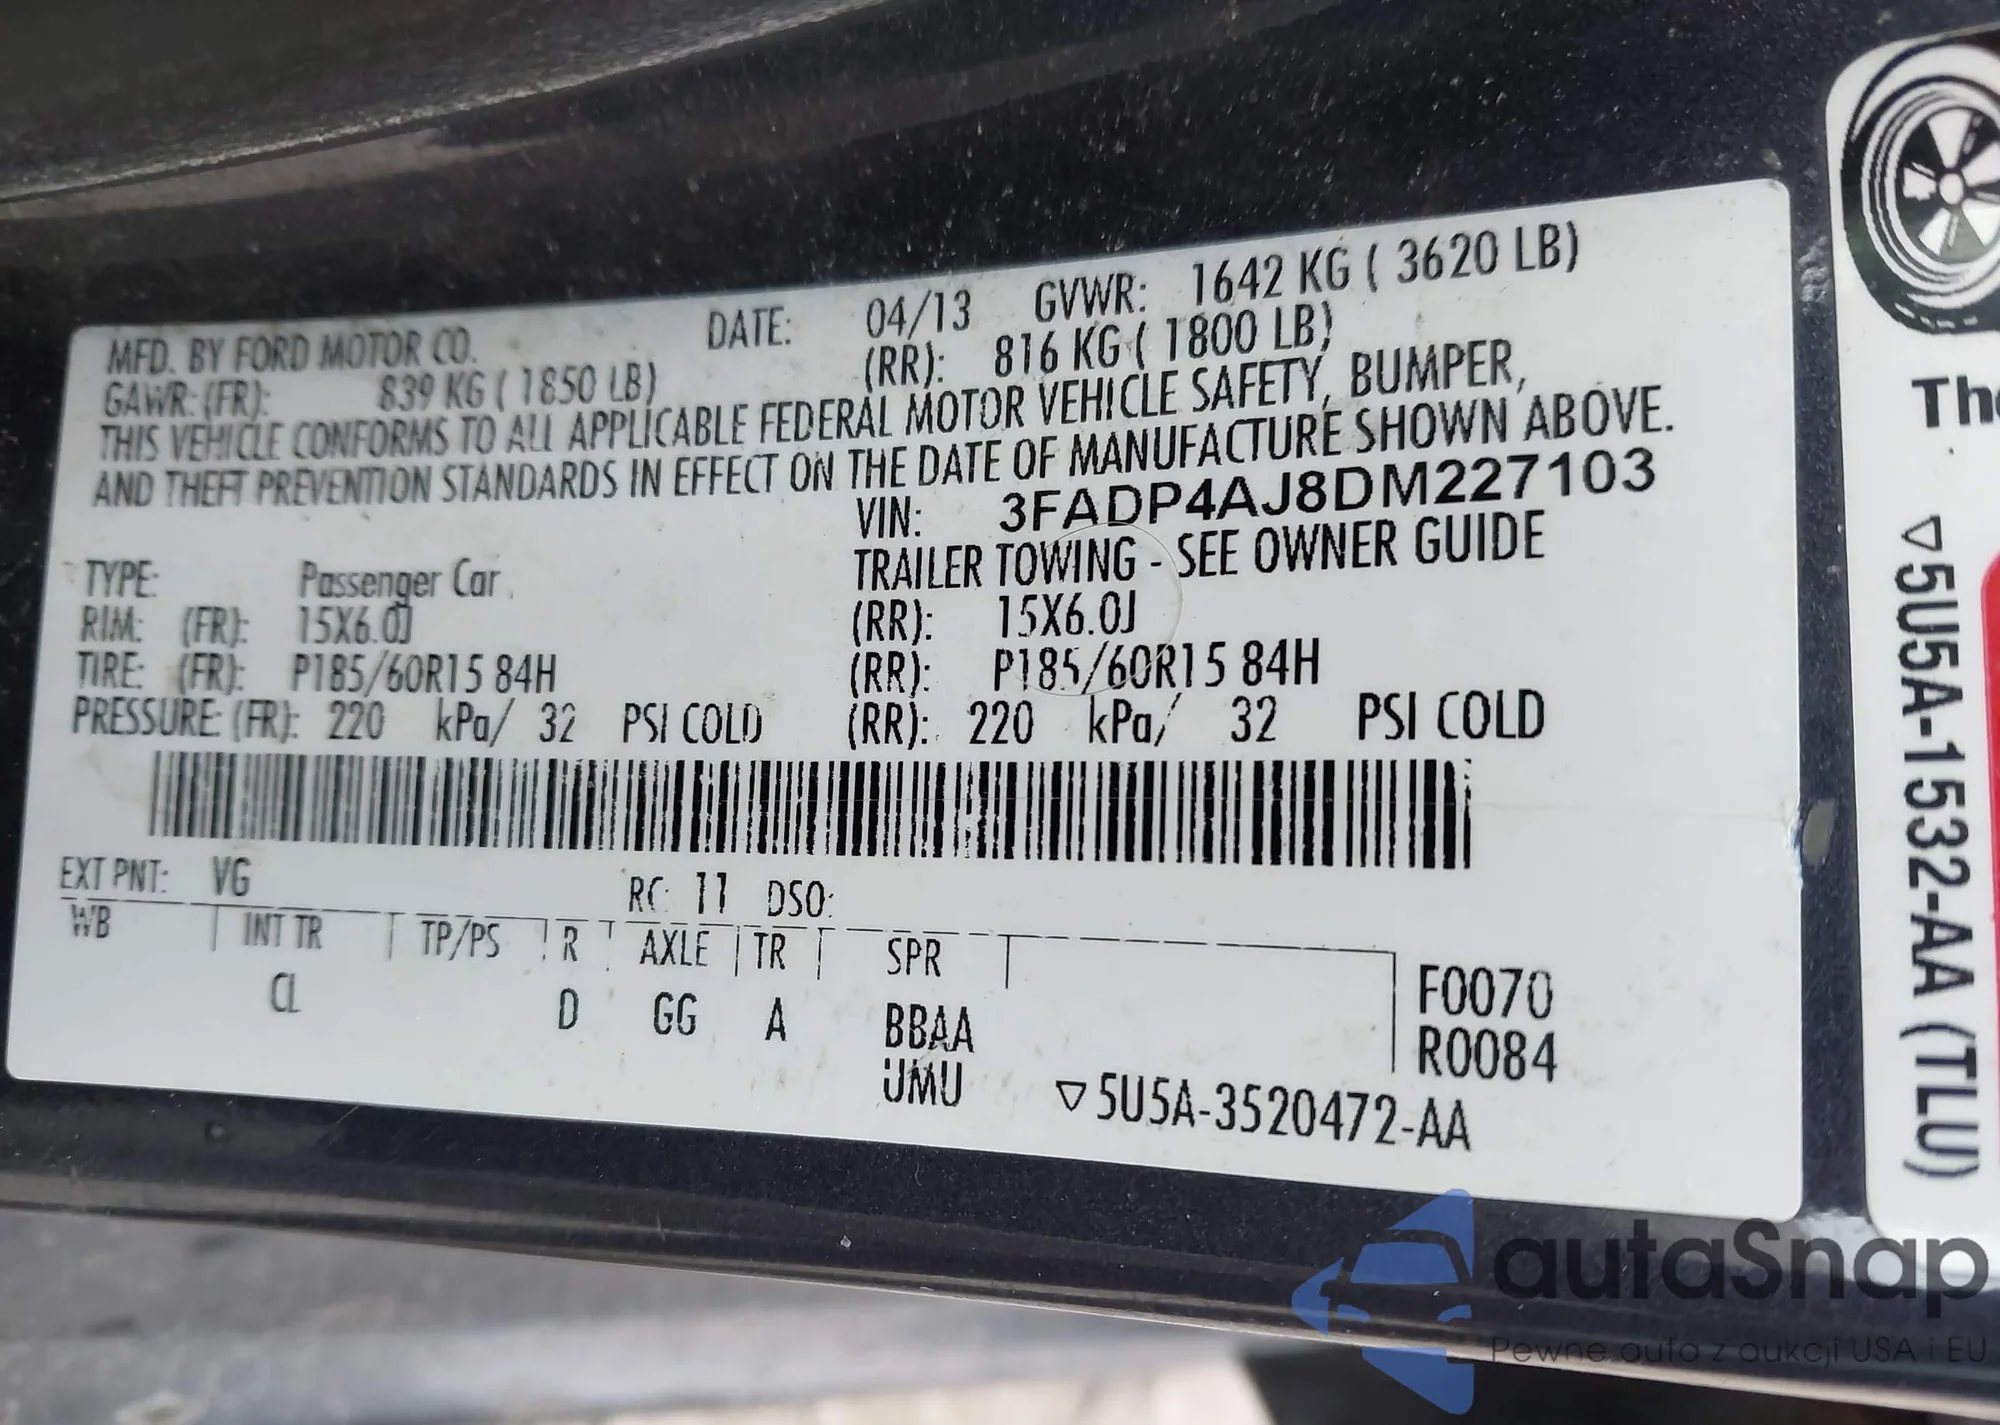 MFD. BY FORD MOTOR CO. DATE: 04/13 GVWR: 1642 KG ( 3620 LB)
GAWR: (FR): 839 KG ( 1850 LB) (RR): 816 KG ( 1800 LB)
THIS VEHICLE CONFORMS TO ALL APPLICABLE FEDERAL MOTOR VEHICLE SAFETY, BUMPER,
AND THEFT PREVENTION STANDARDS IN EFFECT ON THE DATE OF MANUFACTURE SHOWN ABOVE.
VIN: 3FADP4AJ8DM227103
TYPE: Passenger Car TRAILER TOWING - SEE OWNER GUIDE
RIM: (FR): 15X6.0J (RR): 15X6.0J
TIRE: (FR): P185/60R15 84H (RR): P185/60R15 84H
PRESSURE: (FR): 220 kPa/ 32 PSI COLD (RR): 220 kPa/ 32 PSI COLD
EXT PNT: VG RC: 11 DSO:
WB INT TR TP/PS R AXLE TR SPR
CL D GG A BBAA
UMU
F0070
R0084
▽5U5A-3520472-AA
The
▽5U5A-1532-AA (TLU)
autaSnap
Pewne auto z aukcji USA i EU